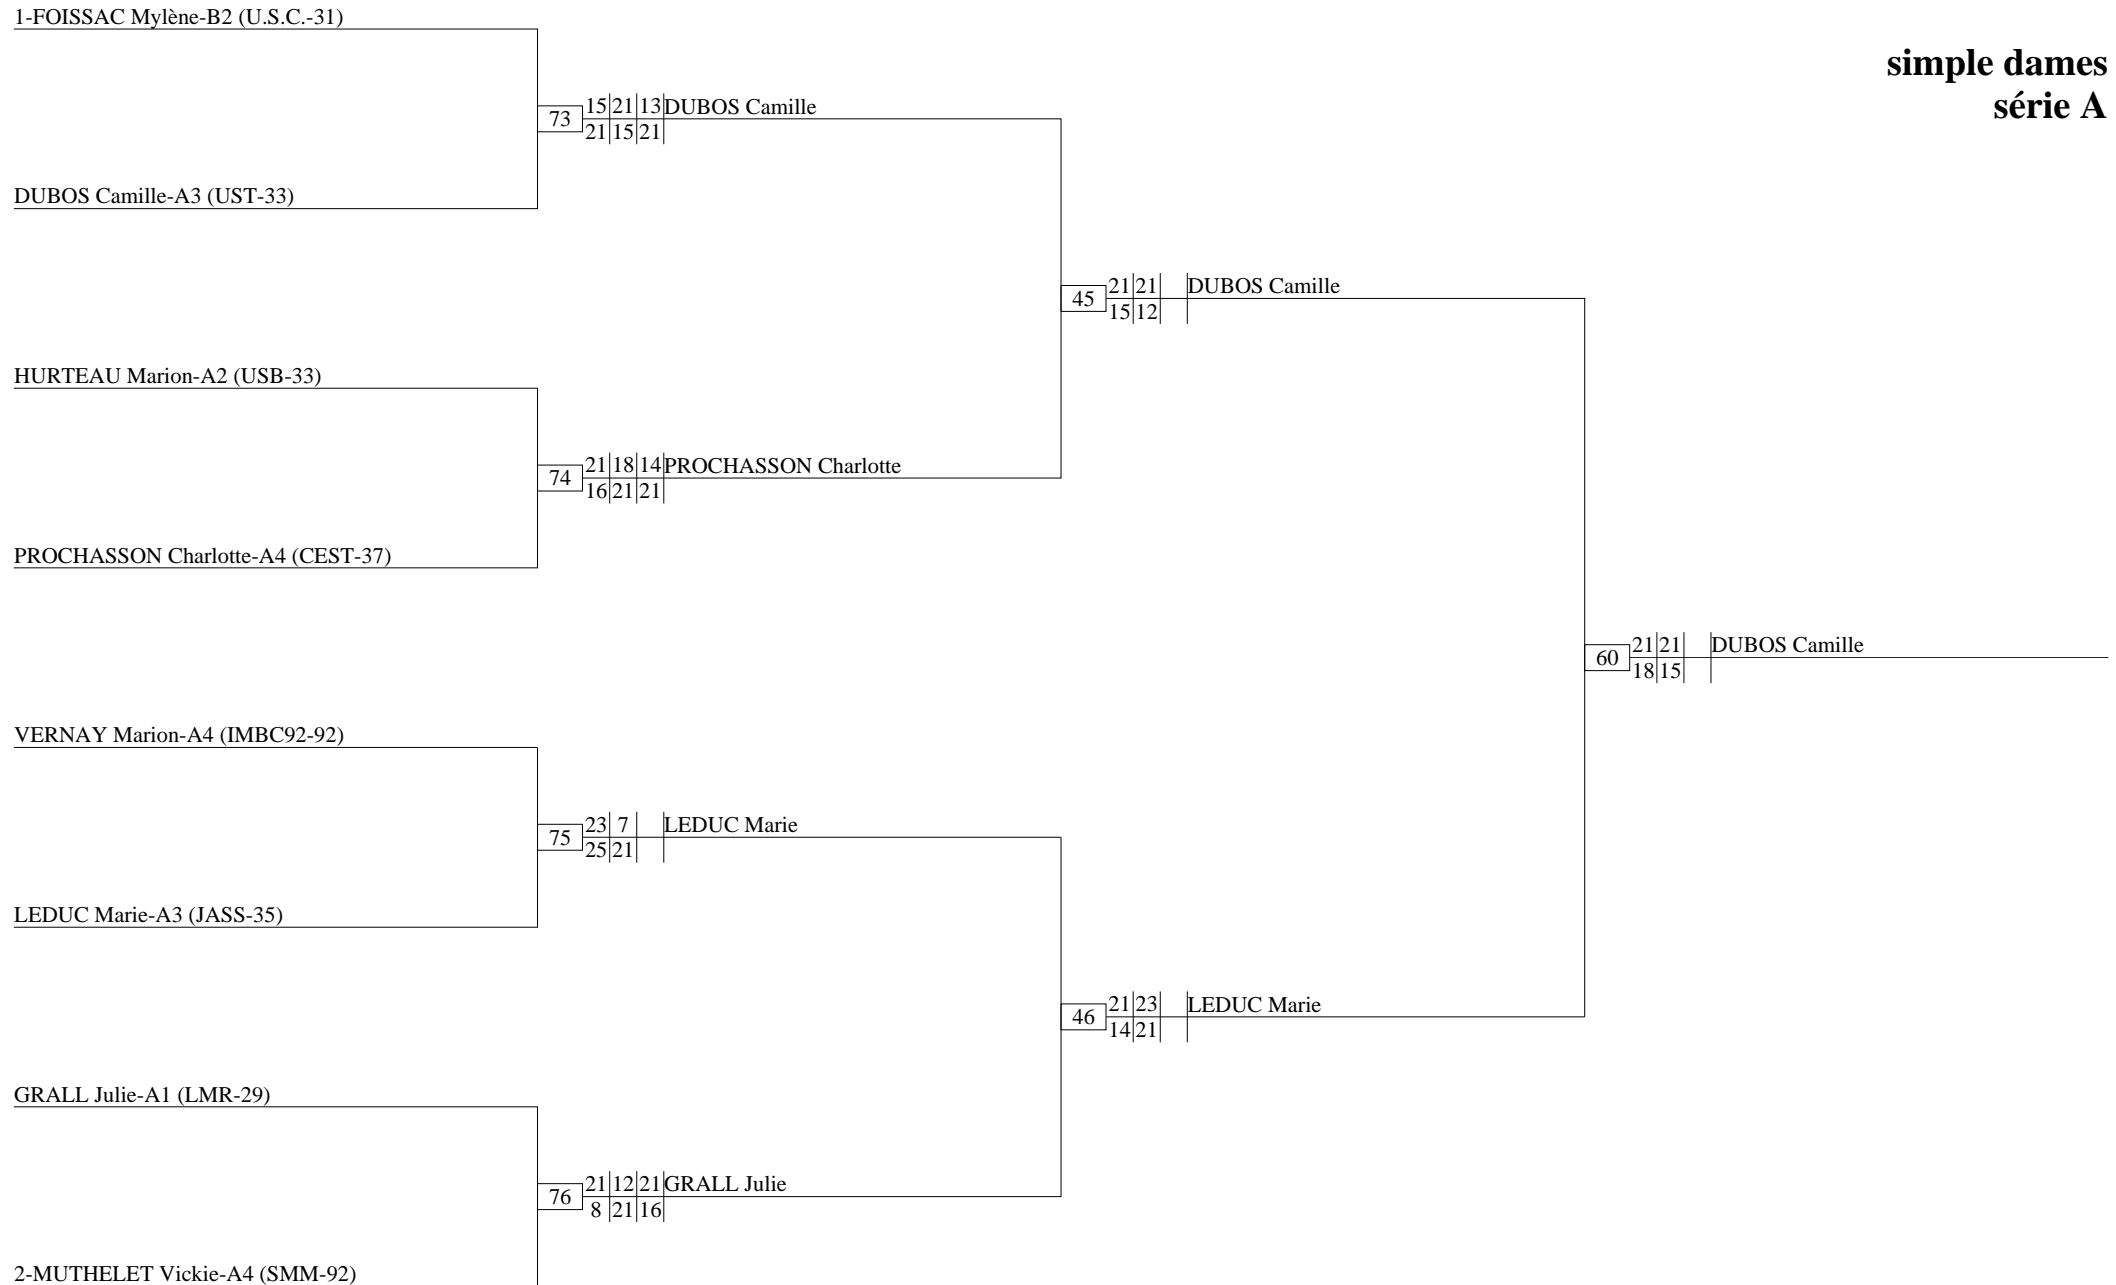 1-FOISSAC Mylène-B2 (U.S.C.-31)
simple dames
série A
73
15 21 13
21 15 21
DUBOS Camille
DUBOS Camille-A3 (UST-33)
45
21 21
15 12
DUBOS Camille
HURTEAU Marion-A2 (USB-33)
74
21 18 14
16 21 21
PROCHASSON Charlotte
PROCHASSON Charlotte-A4 (CEST-37)
60
21 21
18 15
DUBOS Camille
VERNAY Marion-A4 (IMBC92-92)
75
23 7
25 21
LEDUC Marie
LEDUC Marie-A3 (JASS-35)
46
21 23
14 21
LEDUC Marie
GRALL Julie-A1 (LMR-29)
76
21 12 21
8 21 16
GRALL Julie
2-MUTHELET Vickie-A4 (SMM-92)